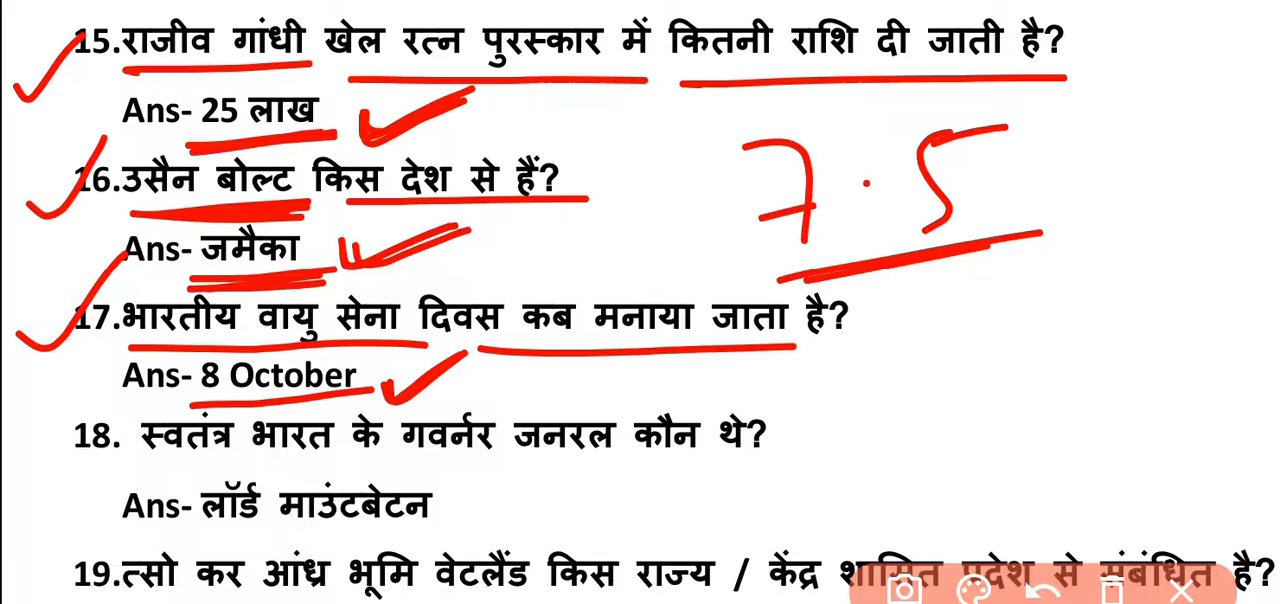 15.राजीव गांधी खेल रत्न पुरस्कार में कितनी राशि दी जाती है?
Ans- 25 लाख
7.5
16.उसैन बोल्ट किस देश से हैं?
Ans- जमैका
17.भारतीय वायु सेना दिवस कब मनाया जाता है?
Ans- 8 October
18. स्वतंत्र भारत के गवर्नर जनरल कौन थे?
Ans- लॉर्ड माउंटबेटन
19.त्सो कर आंध्र भूमि वेटलैंड किस राज्य / केंद्र शासित प्रदेश से संबंधित है?